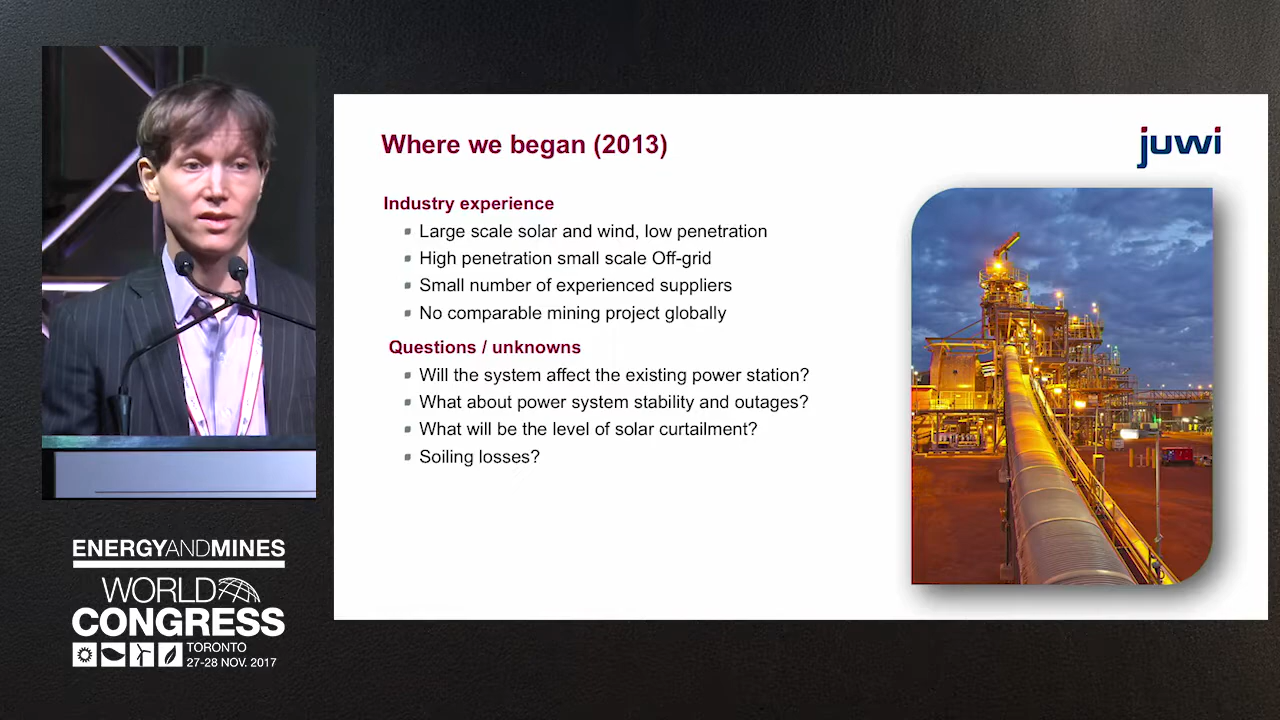 Where we began (2013)
juwi
Industry experience
Large scale solar and wind, low penetration
High penetration small scale Off-grid
Small number of experienced suppliers
No comparable mining project globally
Questions / unknowns
Will the system affect the existing power station?
What about power system stability and outages?
What will be the level of solar curtailment?
Soiling losses?
ENERGYANDMINES
WORLD
CONGRESS
TORONTO
27-28 NOV. 2017